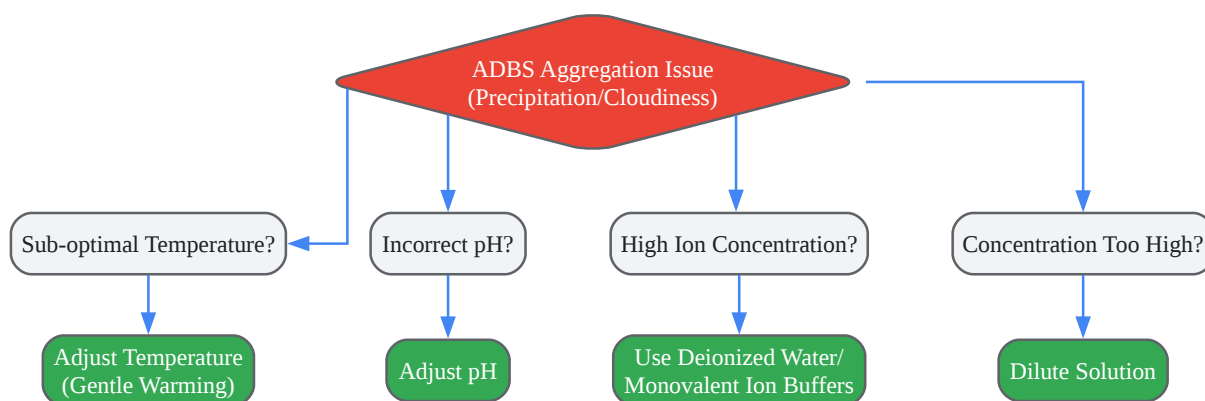 ADBS Aggregation Issue
(Precipitation/Cloudiness)
Sub-optimal Temperature?
Incorrect pH?
High Ion Concentration?
Concentration Too High?
Adjust Temperature
(Gentle Warming)
Adjust pH
Use Deionized Water/
Monovalent Ion Buffers
Dilute Solution